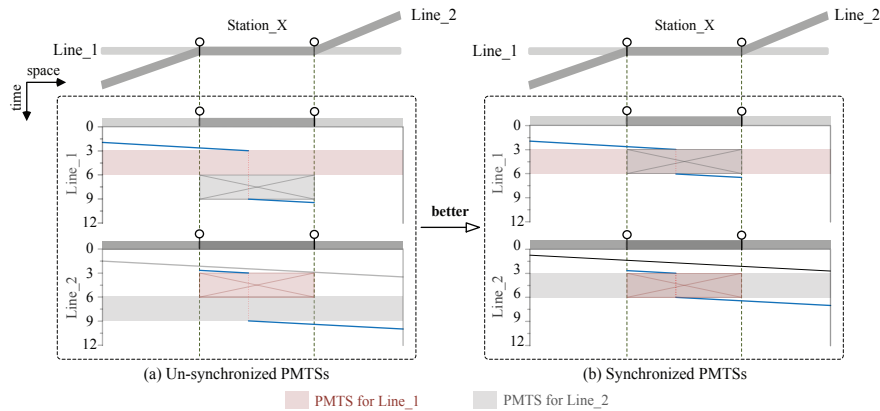 Station_X
Line_2
Line_1
space
time
0
3
6
9
12
Line_1
0
3
6
9
12
Line_2
(a) Un-synchronized PMTSs
better
Station_X
Line_2
Line_1
0
3
6
9
12
Line_1
0
3
6
9
12
Line_2
(b) Synchronized PMTSs
PMTS for Line_1
PMTS for Line_2